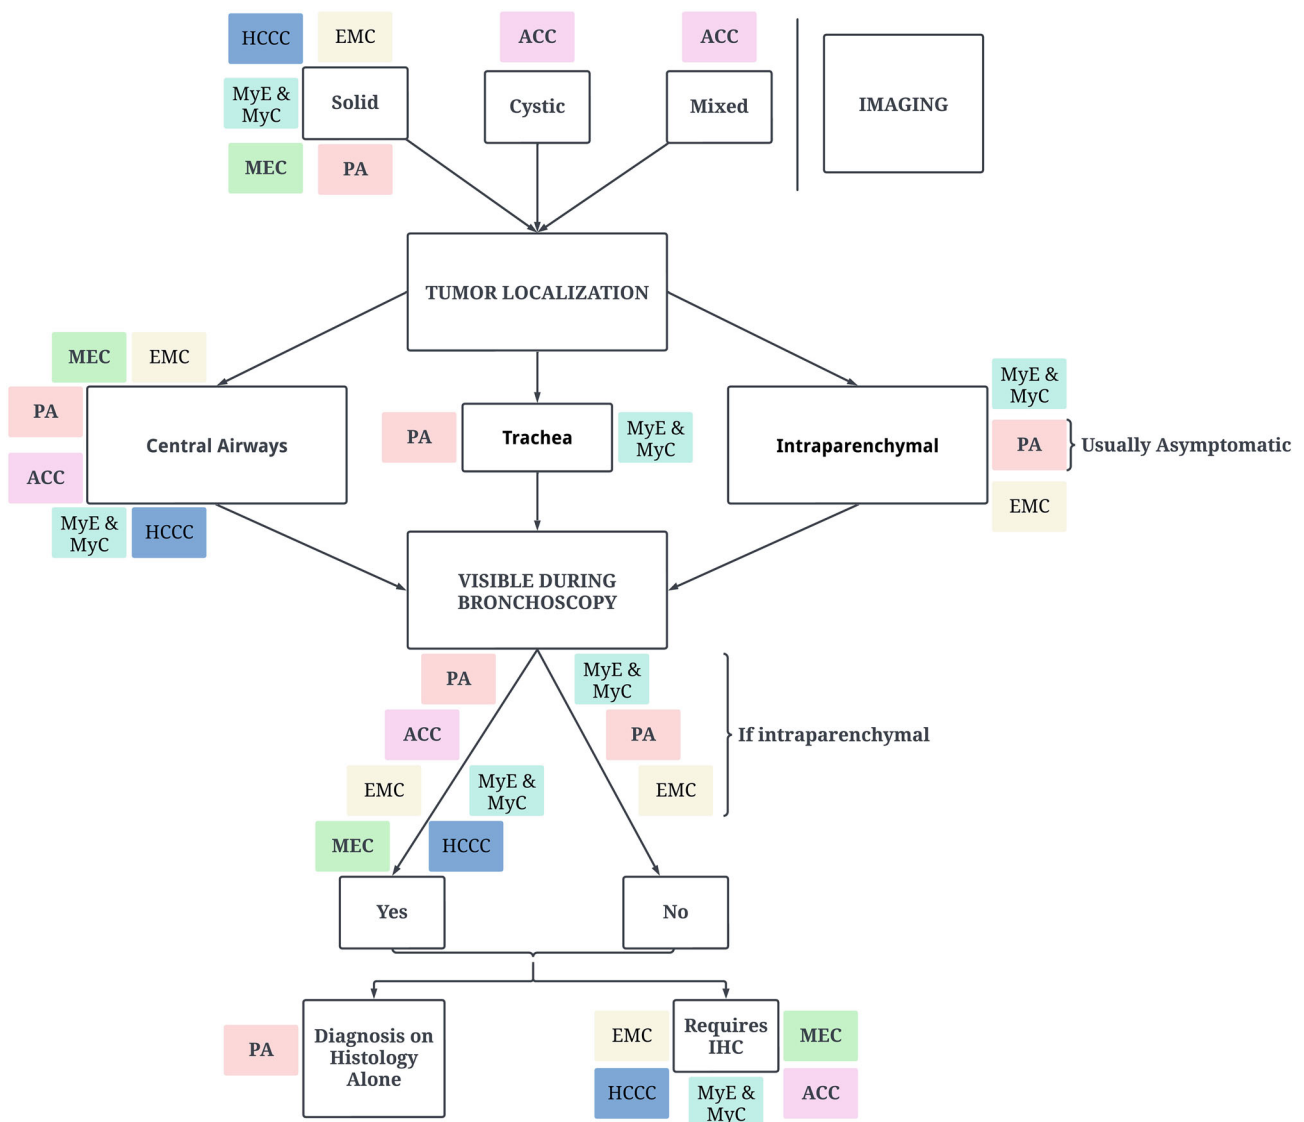 HCCC
EMC
ACC
ACC
MyE &
MyC
Solid
Cystic
Mixed
IMAGING
MEC
PA
TUMOR LOCALIZATION
MEC
EMC
PA
Central Airways
ACC
MyE &
MyC
HCCC
PA
Trachea
MyE &
MyC
Intraparenchymal
MyE &
MyC
PA
Usually Asymptomatic
EMC
VISIBLE DURING
BRONCHOSCOPY
PA
MyE &
MyC
ACC
PA
If intraparenchymal
EMC
MyE &
MyC
EMC
MEC
HCCC
Yes
No
PA
Diagnosis on
Histology
Alone
EMC
Requires
IHC
MEC
HCCC
MyE &
MyC
ACC